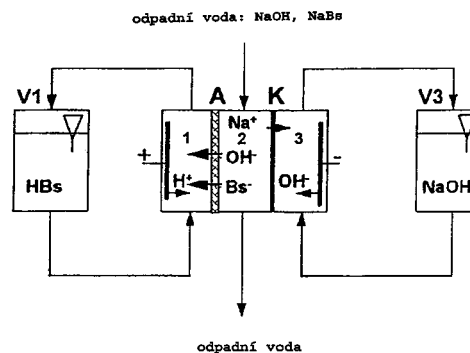 odpadní voda: NaOH, NaBs
V1
A
K
V3
Na⁺
1
2
3
+
OH⁻
-
HBs
H⁺
Bs⁻
OH⁻
NaOH
odpadní voda